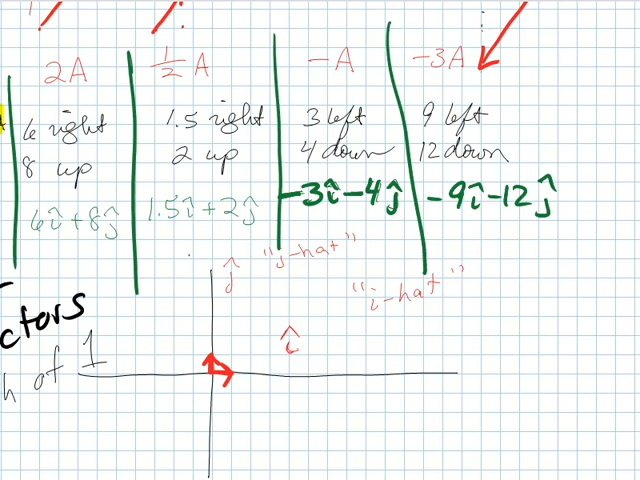 2A
½A
-A
-3A
6 right
1.5 right
3 left
9 left
8 up
2 up
4 down
12 down
6î+8ĵ
1.5î+2ĵ
-3î-4ĵ
-9î-12ĵ
ĵ "j-hat"
"i-hat"
ctors
î
h of 1